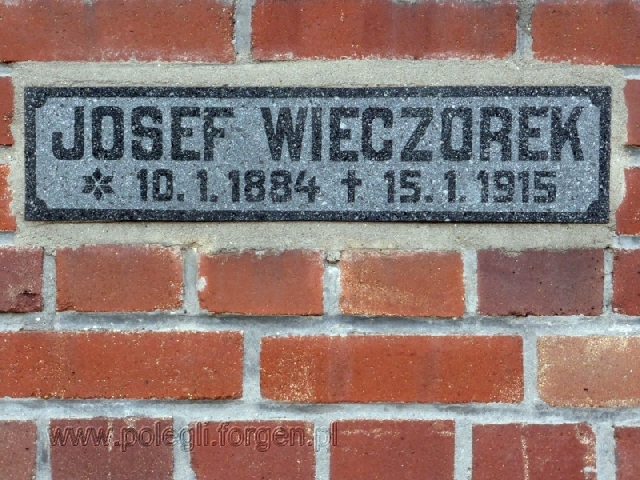 JOSEF WIECZOREK
* 10.1.1884 † 15.1.1915
www.polegli.forgen.pl